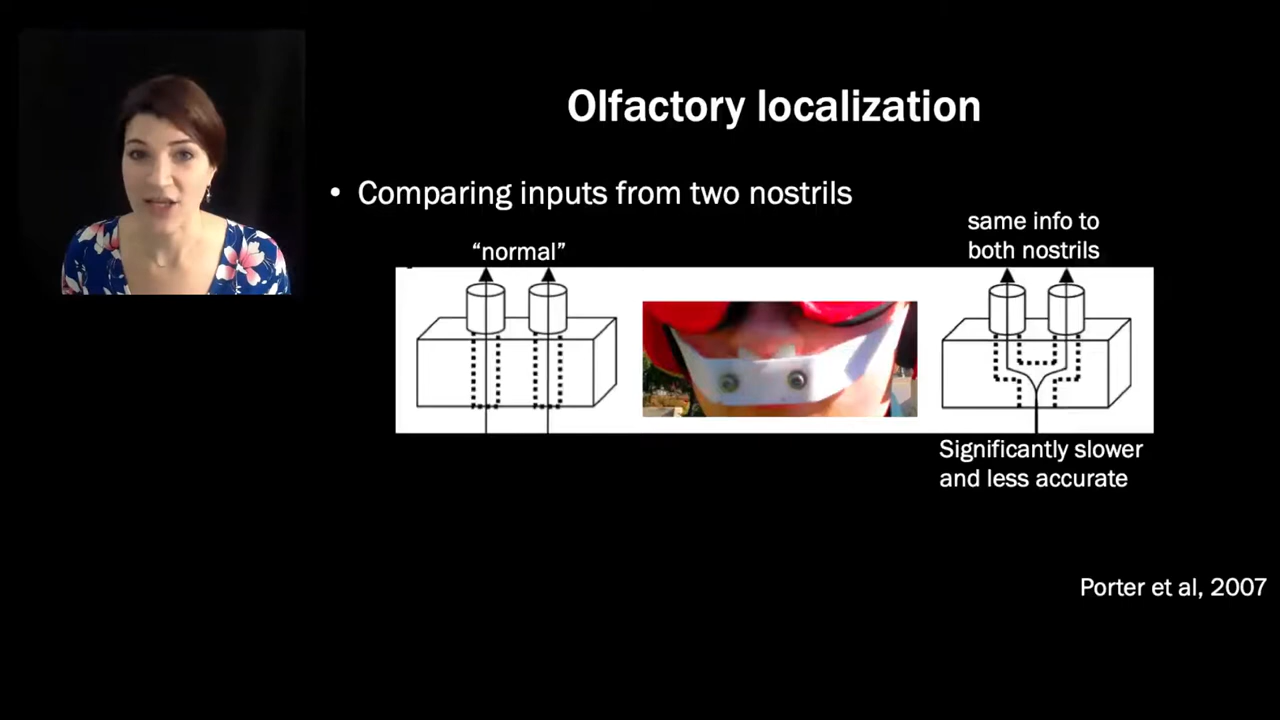 Olfactory localization
• Comparing inputs from two nostrils
“normal”
same info to
both nostrils
Significantly slower
and less accurate
Porter et al, 2007